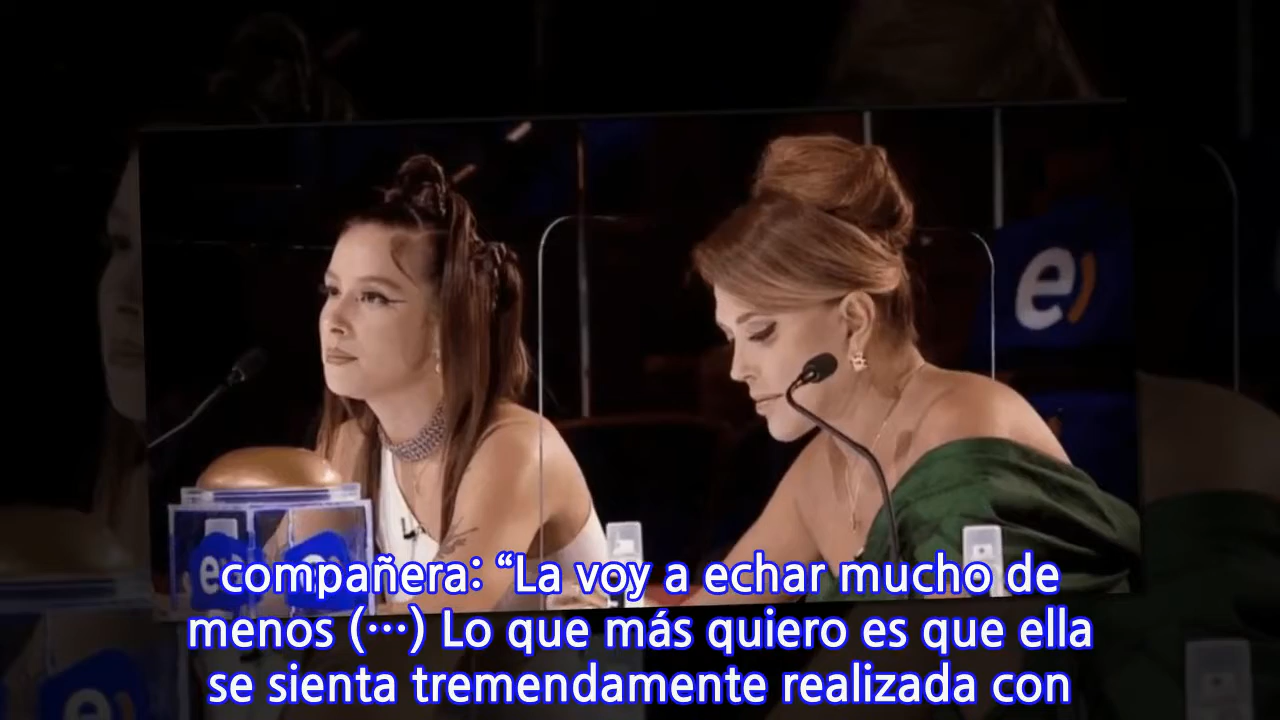 e)
e
e
e
compañera: “La voy a echar mucho de
menos (···) Lo que más quiero es que ella
se sienta tremendamente realizada con